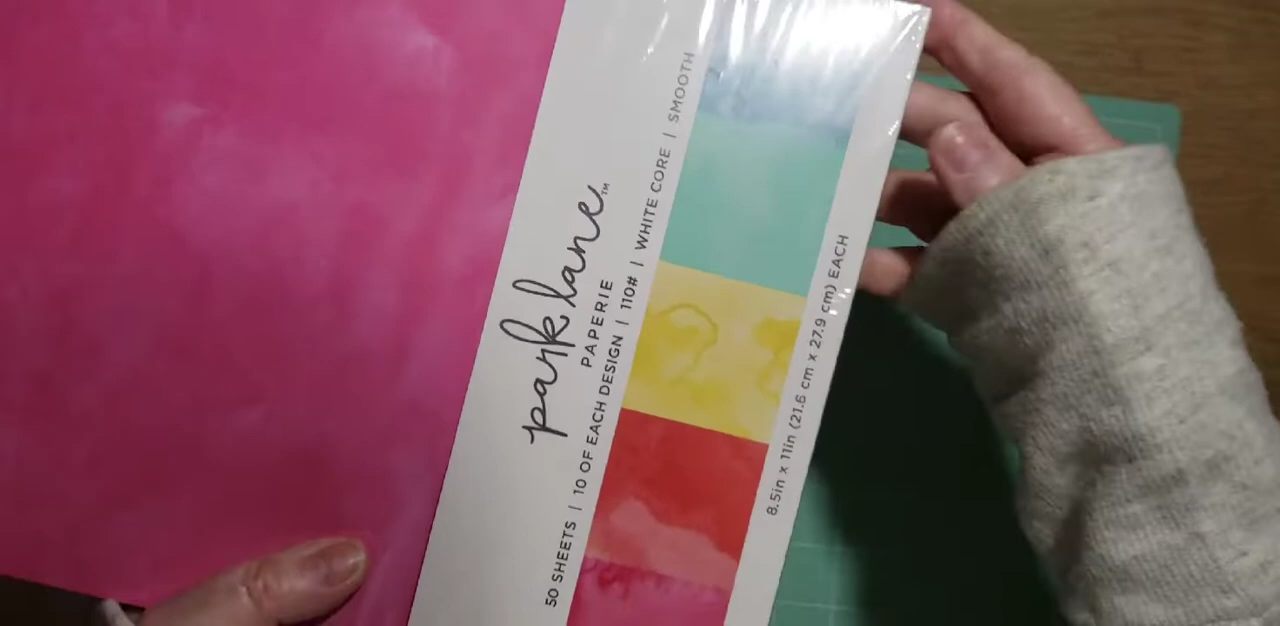 park lane™
PAPERIE
50 SHEETS | 10 OF EACH DESIGN | 110# | WHITE CORE | SMOOTH
8.5in x 11in (21.6 cm x 27.9 cm) EACH